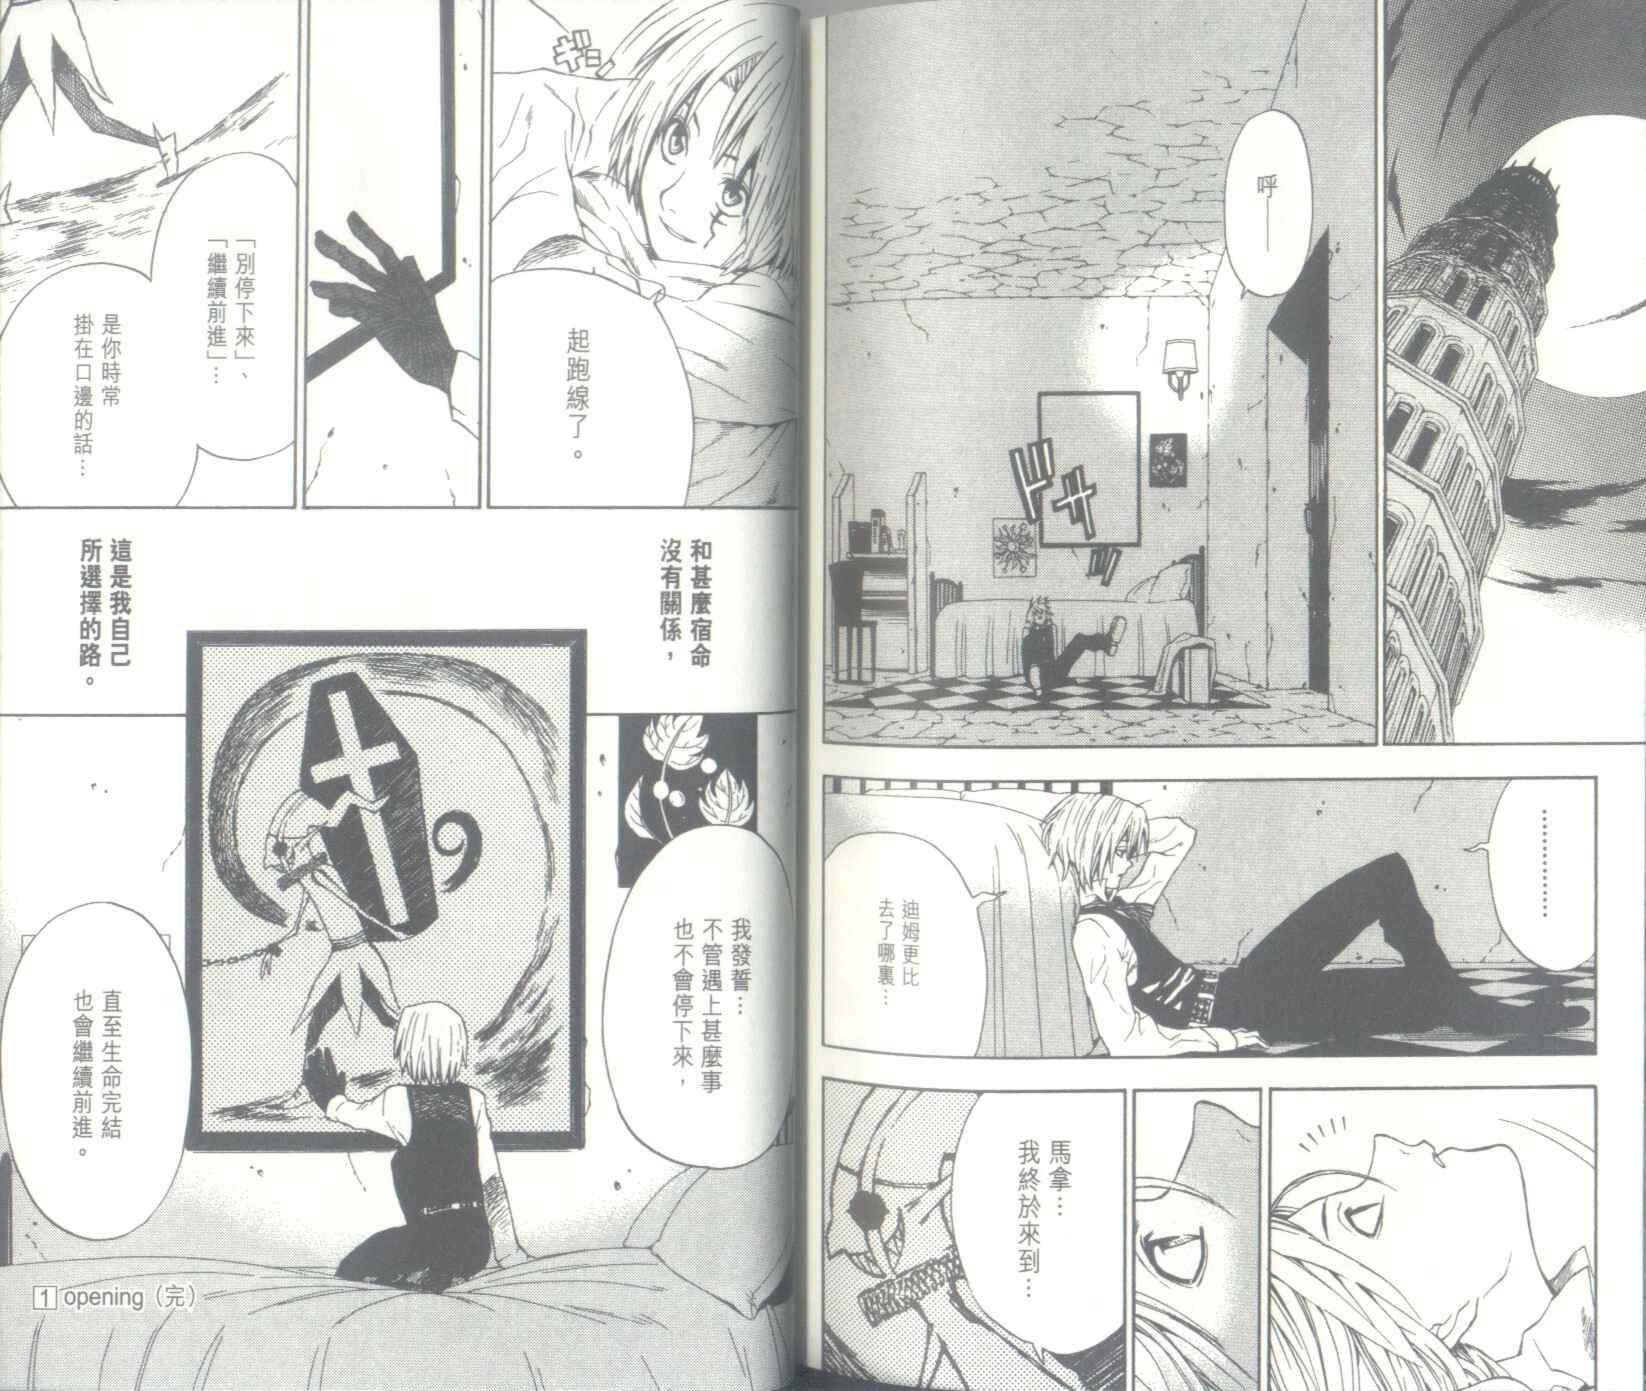 呼──
ドサ
………………
迪姆更比
去了哪裏…
馬拿…
我終於來到…
起跑線了。
ギシ
「別停下來」、
「繼續前進」…
是你時常
掛在口邊的話…
和甚麼宿命
沒有關係，
這是我自己
所選擇的路。
我發誓…
不管遇上甚麼事
也不會停下來，
直至生命完結
也會繼續前進。
1 opening（完）